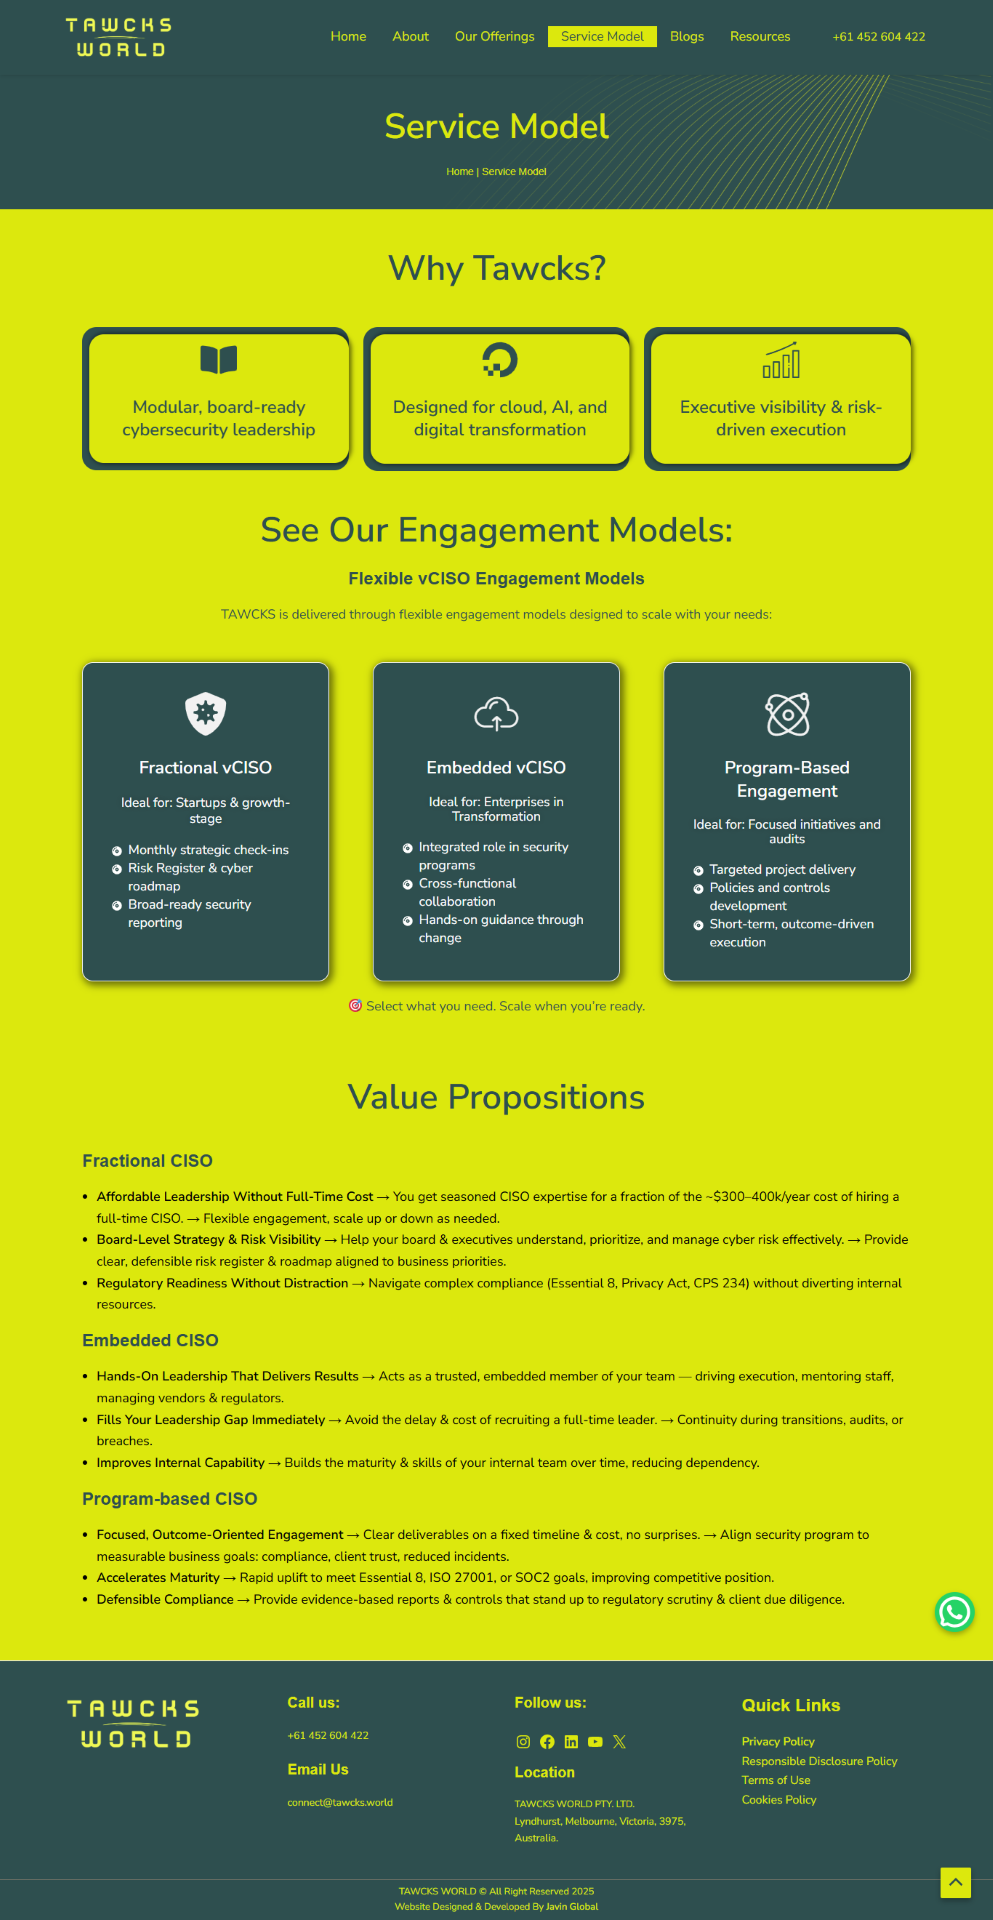 TAWCKS
WORLD
Home About Our Offerings Service Model Blogs Resources +61 452 604 422
Service Model
Home | Service Model
Why Tawcks?
Modular, board-ready
cybersecurity leadership
Designed for cloud, AI, and
digital transformation
Executive visibility & risk-
driven execution
See Our Engagement Models:
Flexible vCISO Engagement Models
TAWCKS is delivered through flexible engagement models designed to scale with your needs:
Fractional vCISO
Ideal for: Startups & growth-
stage
Monthly strategic check-ins
Risk Register & cyber
roadmap
Broad-ready security
reporting
Embedded vCISO
Ideal for: Enterprises in
Transformation
Integrated role in security
programs
Cross-functional
collaboration
Hands-on guidance through
change
Program-Based
Engagement
Ideal for: Focused initiatives and
audits
Targeted project delivery
Policies and controls
development
Short-term, outcome-driven
execution
🎯 Select what you need. Scale when you're ready.
Value Propositions
Fractional CISO
• Affordable Leadership Without Full-Time Cost → You get seasoned CISO expertise for a fraction of the ~$300–400k/year cost of hiring a
full-time CISO. → Flexible engagement, scale up or down as needed.
• Board-Level Strategy & Risk Visibility → Help your board & executives understand, prioritize, and manage cyber risk effectively. → Provide
clear, defensible risk register & roadmap aligned to business priorities.
• Regulatory Readiness Without Distraction → Navigate complex compliance (Essential 8, Privacy Act, CPS 234) without diverting internal
resources.
Embedded CISO
• Hands-On Leadership That Delivers Results → Acts as a trusted, embedded member of your team — driving execution, mentoring staff,
managing vendors & regulators.
• Fills Your Leadership Gap Immediately → Avoid the delay & cost of recruiting a full-time leader. → Continuity during transitions, audits, or
breaches.
• Improves Internal Capability → Builds the maturity & skills of your internal team over time, reducing dependency.
Program-based CISO
• Focused, Outcome-Oriented Engagement → Clear deliverables on a fixed timeline & cost, no surprises. → Align security program to
measurable business goals: compliance, client trust, reduced incidents.
• Accelerates Maturity → Rapid uplift to meet Essential 8, ISO 27001, or SOC2 goals, improving competitive position.
• Defensible Compliance → Provide evidence-based reports & controls that stand up to regulatory scrutiny & client due diligence.
TAWCKS
WORLD
Call us:
+61 452 604 422
Email Us
connect@tawcks.world
Follow us:
Location
TAWCKS WORLD PTY. LTD.
Lyndhurst, Melbourne, Victoria, 3975,
Australia.
Quick Links
Privacy Policy
Responsible Disclosure Policy
Terms of Use
Cookies Policy
TAWCKS WORLD © All Right Reserved 2025
Website Designed & Developed By Javin Global